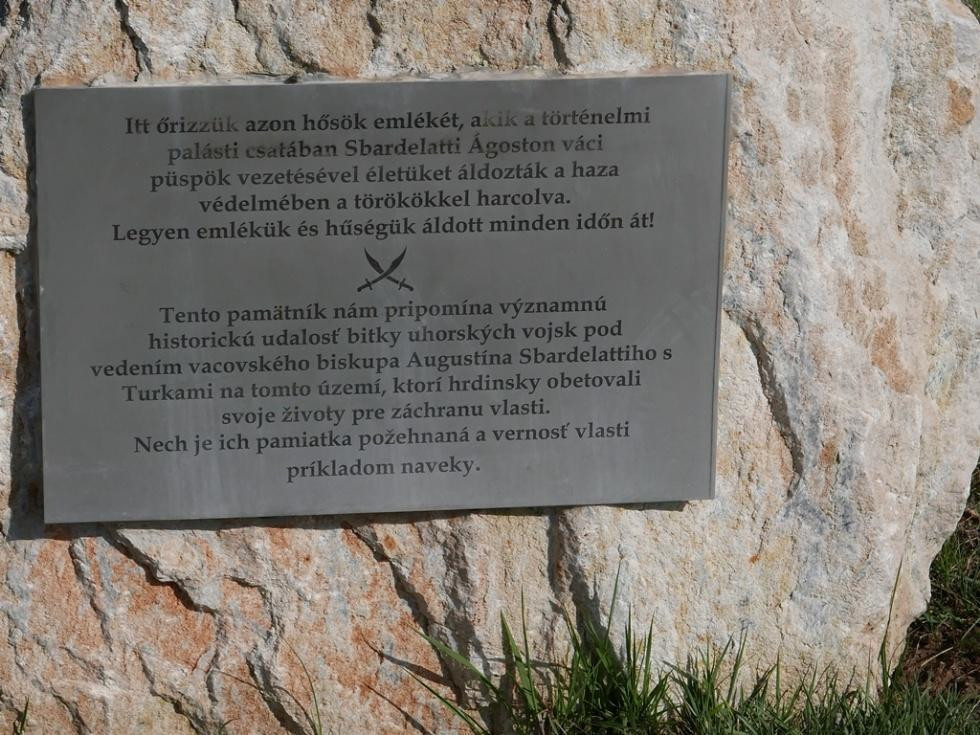 Itt őrizzük azon hősök emlékét, akik a történelmi
palásti csatában Sbardelatti Ágoston váci
püspök vezetésével életüket áldozták a haza
védelmében a törökökkel harcolva.
Legyen emlékük és hűségük áldott minden időn át!
Tento pamätník nám pripomína významnú
historickú udalosť bitky uhorských vojsk pod
vedením vacovského biskupa Augustína Sbardelattiho s
Turkami na tomto území, ktorí hrdinsky obetovali
svoje životy pre záchranu vlasti.
Nech je ich pamiatka požehnaná a vernosť vlasti
príkladom naveky.